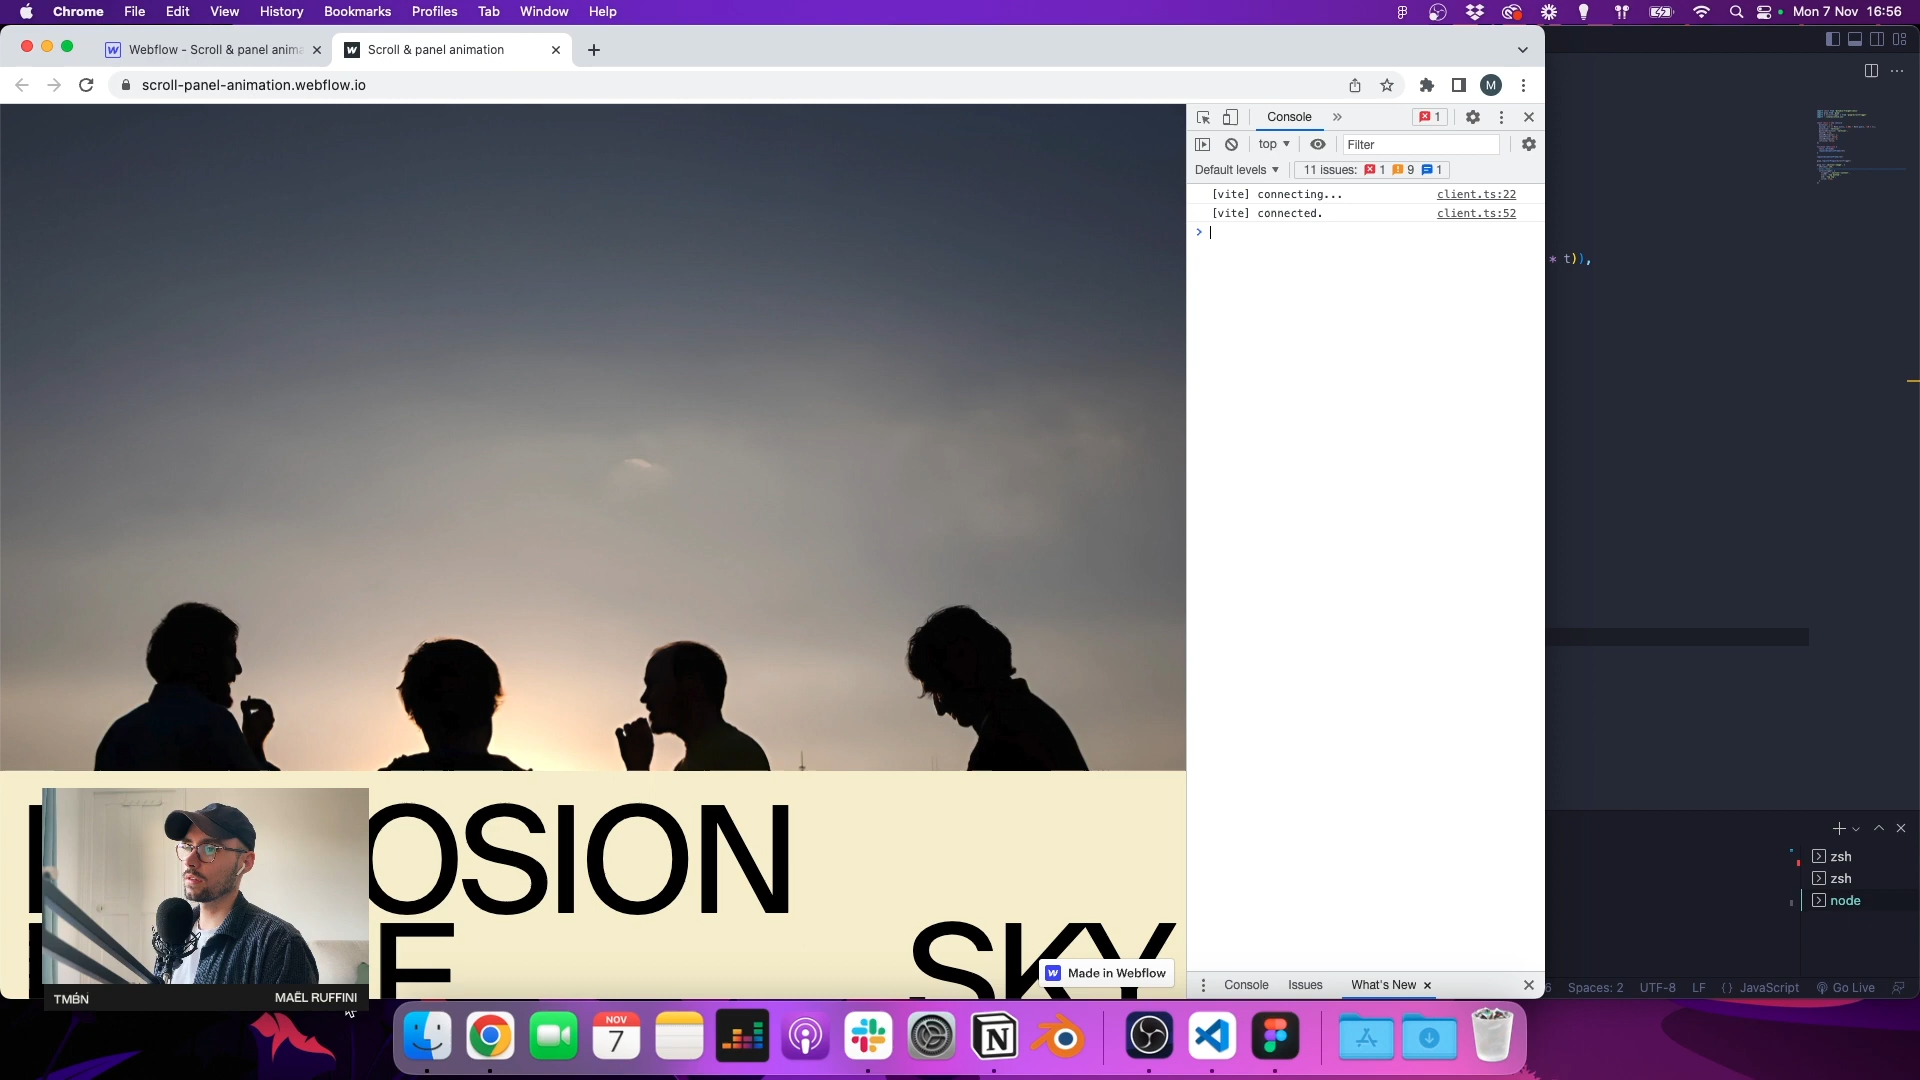 Chrome File Edit View History Bookmarks Profiles Tab Window Help Mon 7 Nov 16:56
Webflow - Scroll & panel anima
Scroll & panel animation
scroll-panel-animation.webflow.io
M
Console
1
top
Filter
Default levels
11 issues: 1 9 1
[vite] connecting... client.ts:22
[vite] connected. client.ts:52
* t)),
OSION
E SKY
Made in Webflow
TMBN MAËL RUFFINI
Console Issues What's New
zsh
zsh
node
Spaces: 2 UTF-8 LF {} JavaScript Go Live
NOV
7